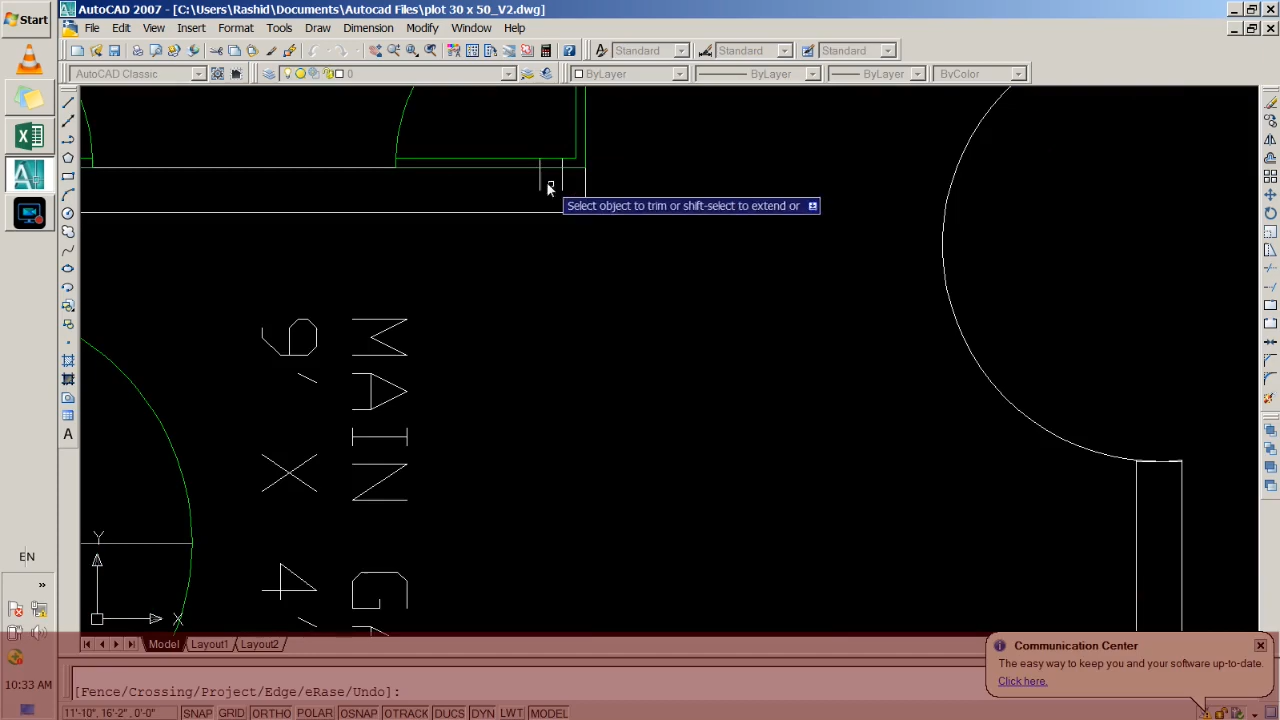 Start
AutoCAD 2007 - [C:\Users\Rashid\Documents\Autocad Files\plot 30 x 50_V2.dwg]
File Edit View Insert Format Tools Draw Dimension Modify Window Help
Standard Standard Standard
AutoCAD Classic 0 ByLayer ByLayer ByLayer ByColor
Select object to trim or shift-select to extend or
MAIN G
9' X 4'
Y
X
EN
»
Model Layout1 Layout2
Communication Center
The easy way to keep you and your software up-to-date.
Click here.
10:33 AM
[Fence/Crossing/Project/Edge/eRase/Undo]:
11'-10", 16'-2", 0'-0" SNAP GRID ORTHO POLAR OSNAP OTRACK DUCS DYN LWT MODEL